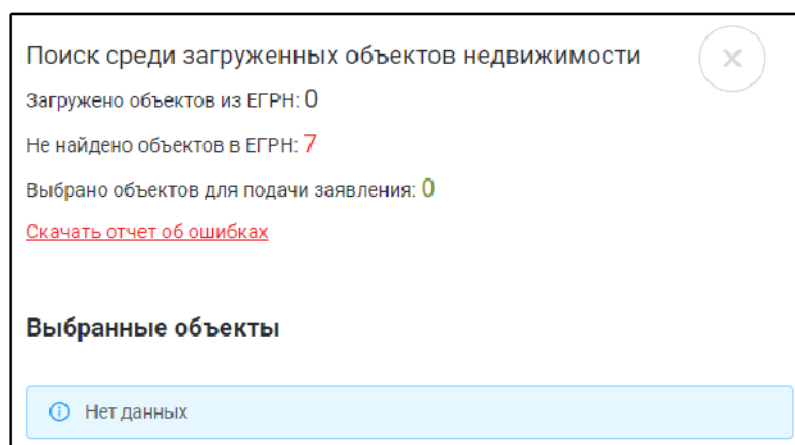 Поиск среди загруженных объектов недвижимости
Загружено объектов из ЕГРН: 0
Не найдено объектов в ЕГРН: 7
Выбрано объектов для подачи заявления: 0
Скачать отчет об ошибках
Выбранные объекты
Нет данных